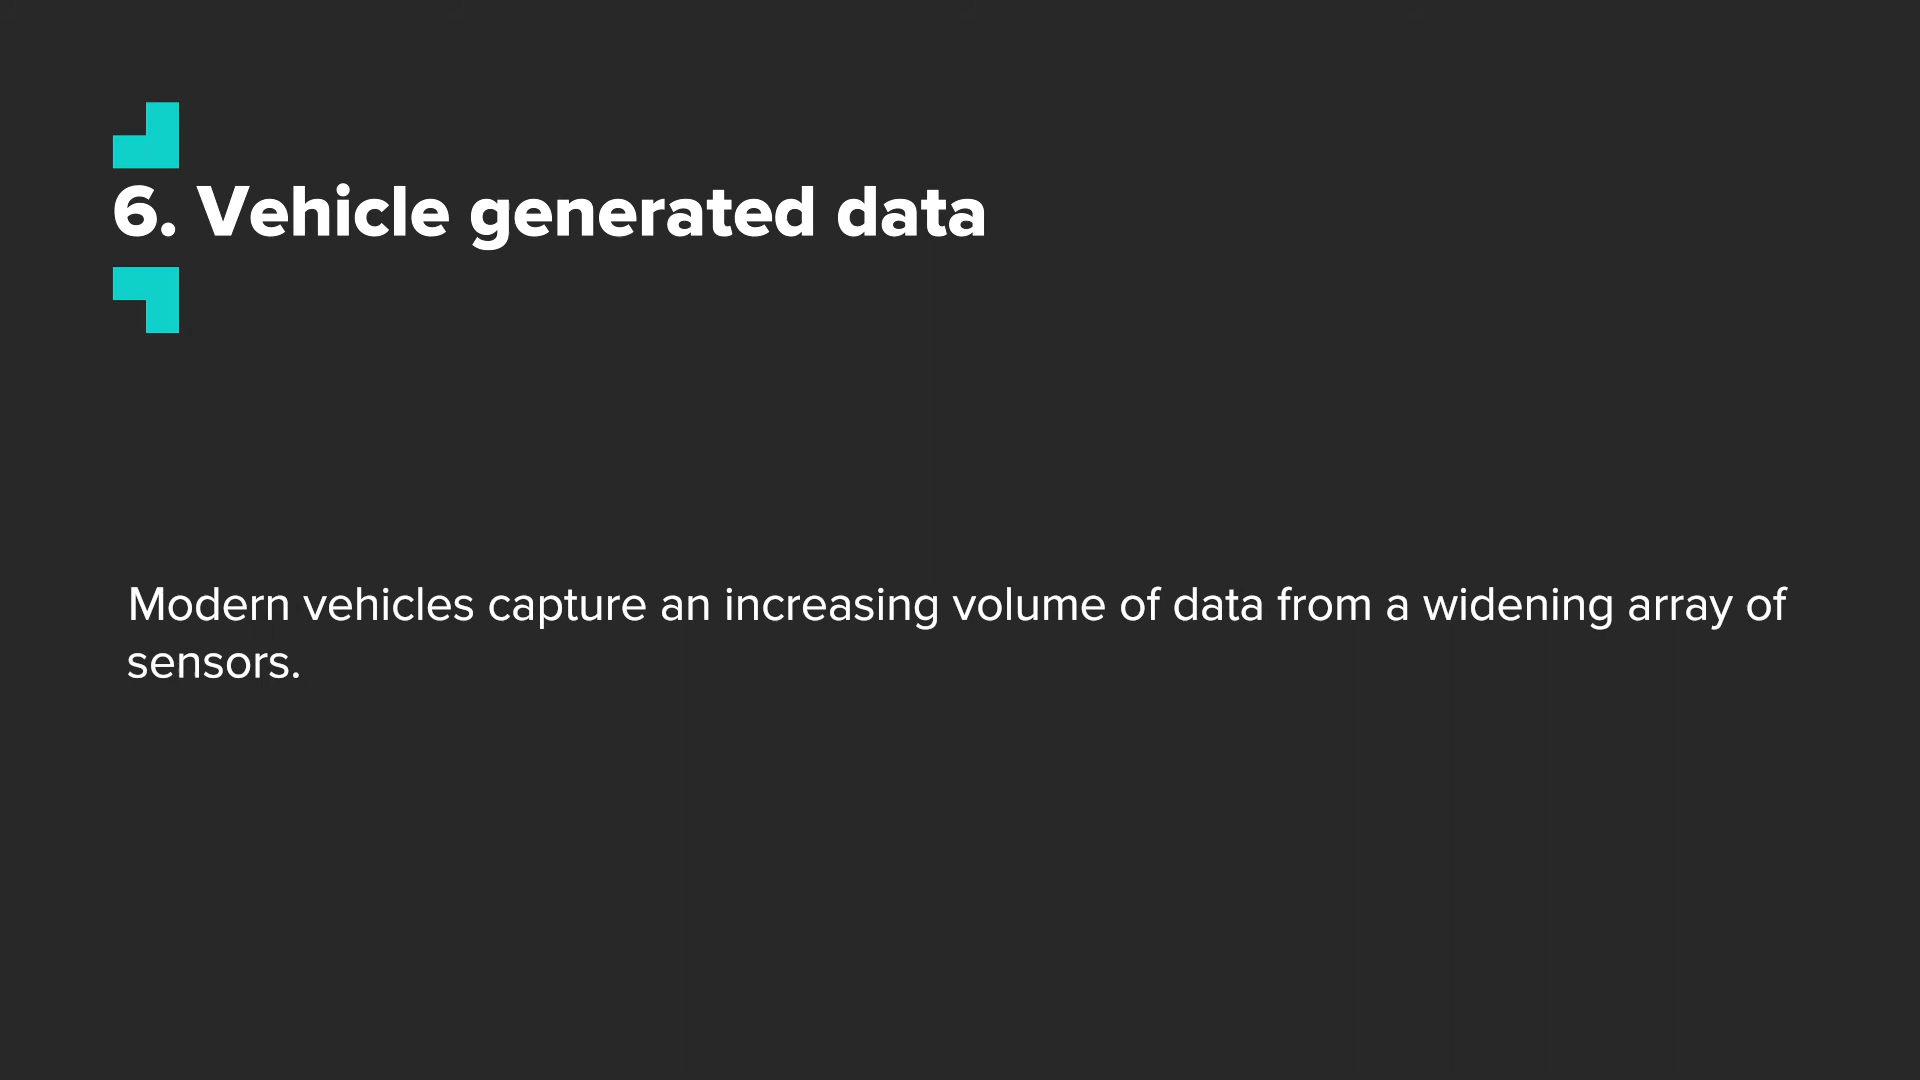 6. Vehicle generated data
Modern vehicles capture an increasing volume of data from a widening array of
sensors.